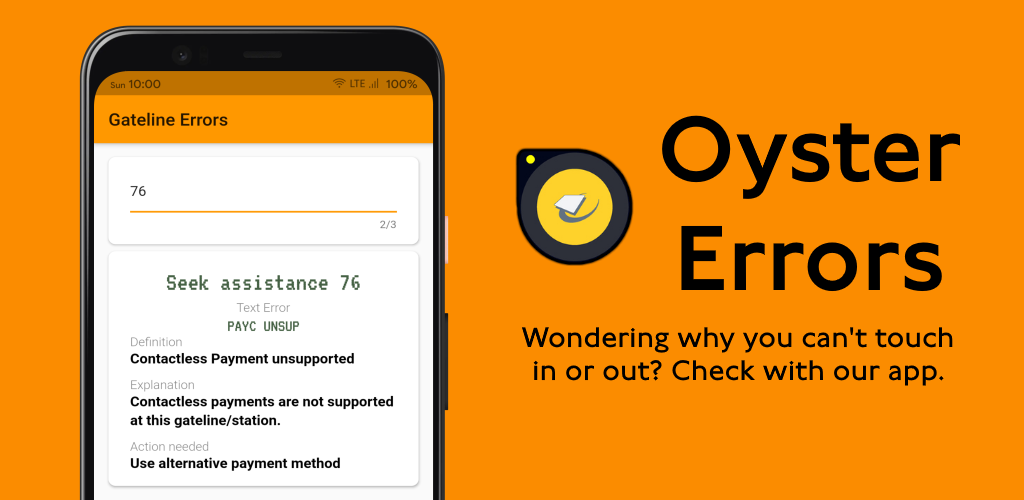 Sun 10:00 LTE 100%
Gateline Errors
76
2/3
Seek assistance 76
Text Error
PAYC UNSUP
Definition
Contactless Payment unsupported
Explanation
Contactless payments are not supported
at this gateline/station.
Action needed
Use alternative payment method
Oyster
Errors
Wondering why you can't touch
in or out? Check with our app.